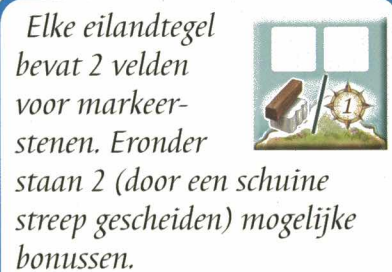 Elke eilandtegel
bevat 2 velden
voor markeer-
stenen. Eronder
staan 2 (door een schuine
streep gescheiden) mogelijke
bonussen.
1